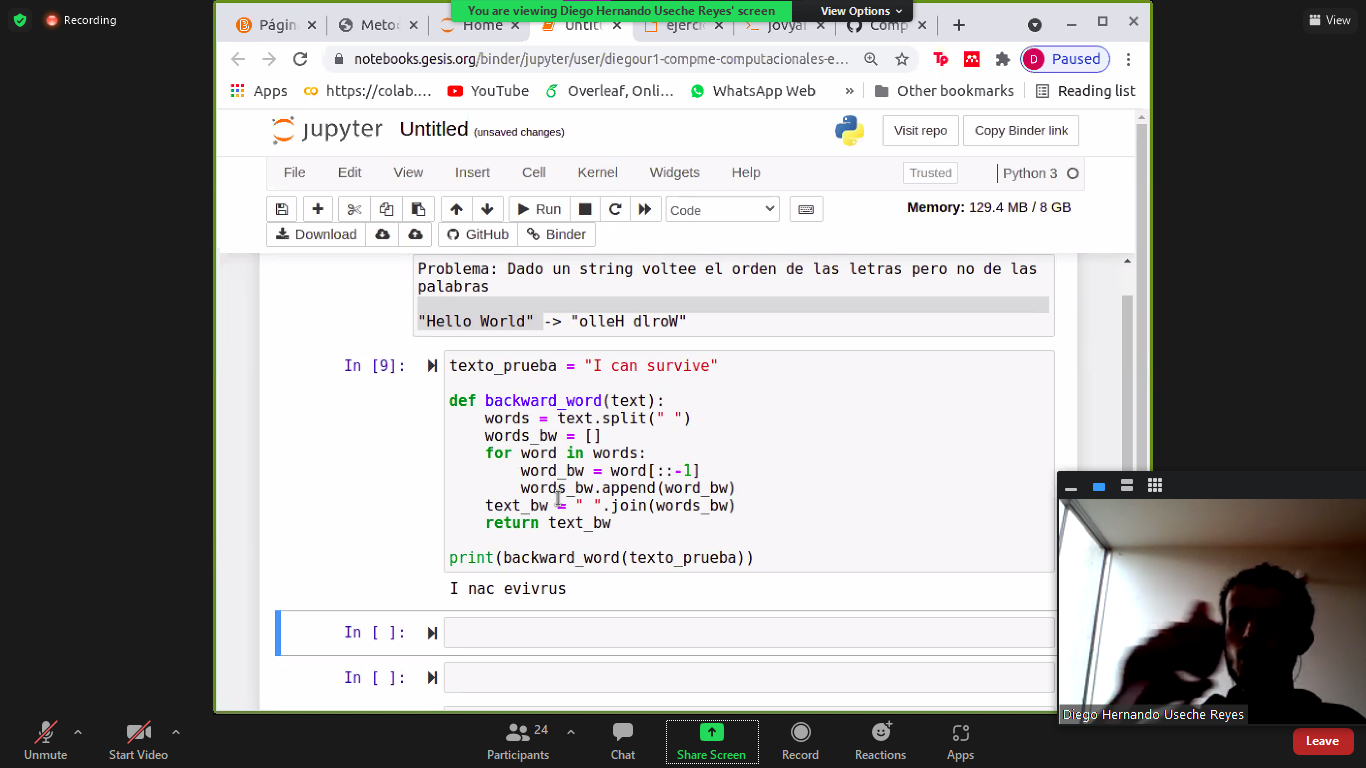 Recording
You are viewing Diego Hernando Useche Reyes' screen
View Options
View
Págin
Metoc
Home
Untitl
ejerci
jovyar
Comp
notebooks.gesis.org/binder/jupyter/user/diegour1-compme-computacionales-e...
Tp
D
Paused
Apps
https://colab....
YouTube
Overleaf, Onli...
WhatsApp Web
»
Other bookmarks
Reading list
jupyter
Untitled (unsaved changes)
Visit repo
Copy Binder link
File
Edit
View
Insert
Cell
Kernel
Widgets
Help
Trusted
Python 3
Run
Code
Memory: 129.4 MB / 8 GB
Download
GitHub
Binder
Problema: Dado un string voltee el orden de las letras pero no de las
palabras
"Hello World" -> "olleH dlroW"
In [9]:
texto_prueba = "I can survive"
def backward_word(text):
    words = text.split(" ")
    words_bw = []
    for word in words:
        word_bw = word[::-1]
        words_bw.append(word_bw)
    text_bw = " ".join(words_bw)
    return text_bw
print(backward_word(texto_prueba))
I nac evivrus
In [ ]:
In [ ]:
Diego Hernando Useche Reyes
Unmute
Start Video
24
Participants
Chat
Share Screen
Record
Reactions
Apps
Leave